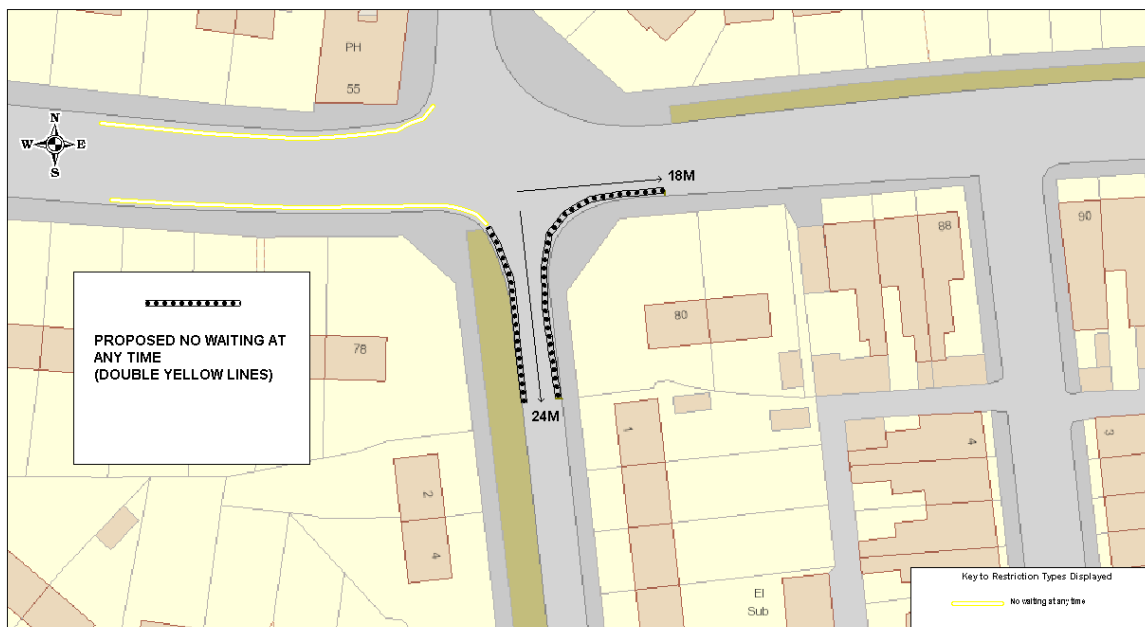 PH
55
N
W E
S
18M
88
90
80
PROPOSED NO WAITING AT
ANY TIME
(DOUBLE YELLOW LINES)
78
24M
1
4
3
2
4
El
Sub
Key to Restriction Types Displayed
No waiting at any time